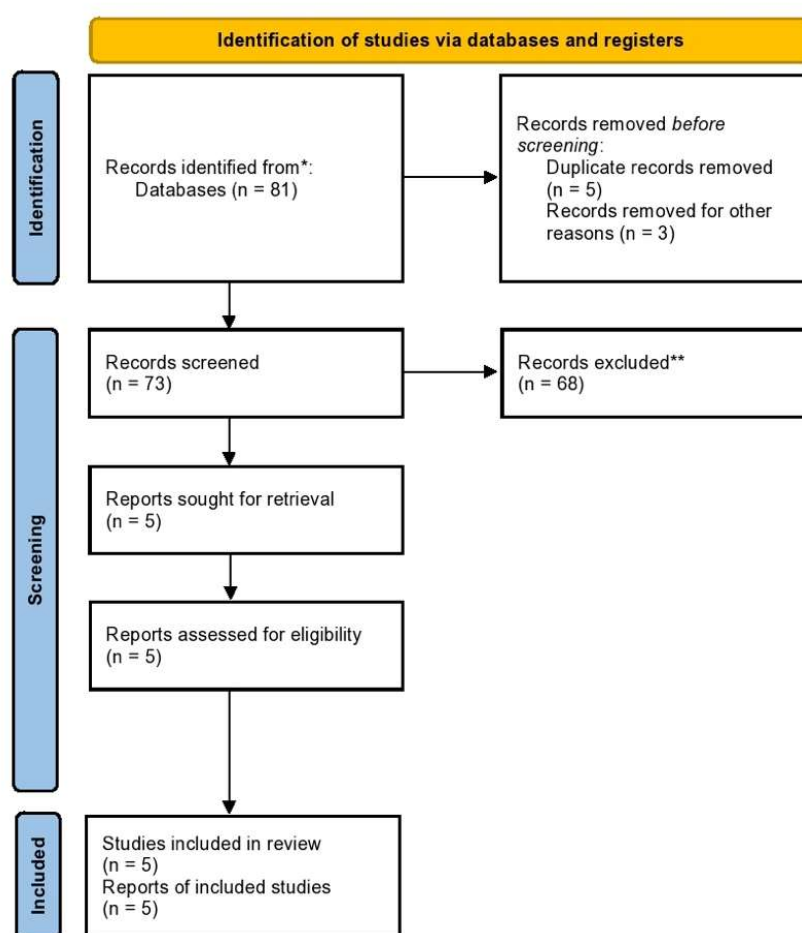 Identification of studies via databases and registers
Identification
Records identified from*:
Databases (n = 81)
Records removed before
screening:
Duplicate records removed
(n = 5)
Records removed for other
reasons (n = 3)
Screening
Records screened
(n = 73)
Records excluded**
(n = 68)
Reports sought for retrieval
(n = 5)
Reports assessed for eligibility
(n = 5)
Included
Studies included in review
(n = 5)
Reports of included studies
(n = 5)